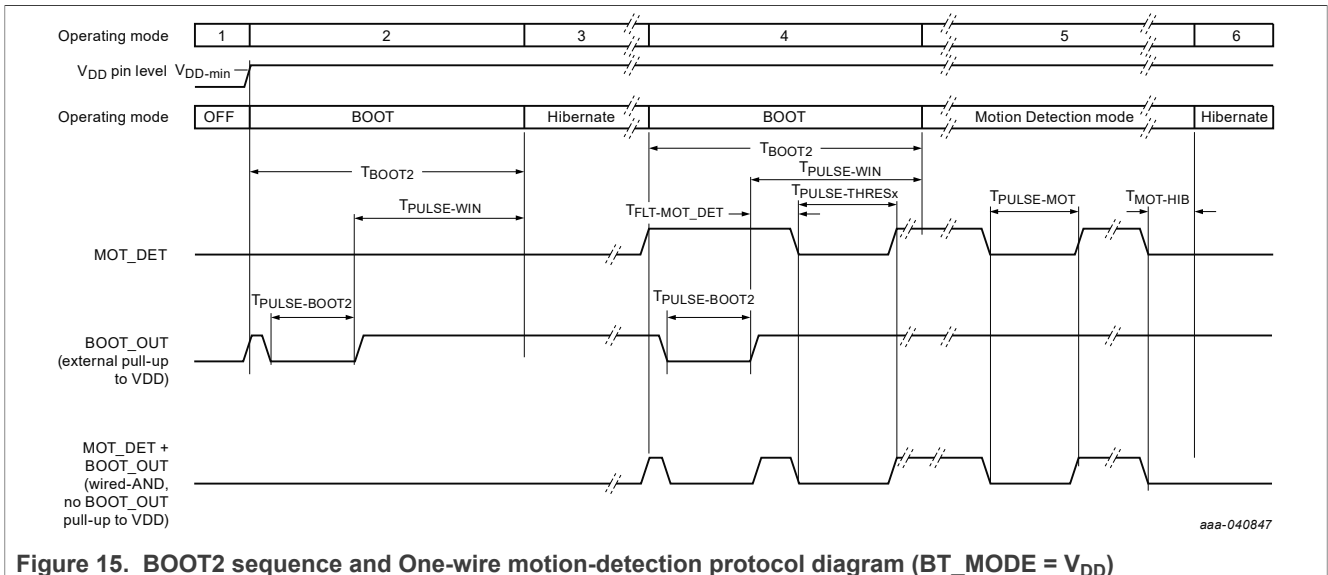 Operating mode 1 2 3 4 5 6
VDD pin level VDD-min
Operating mode OFF BOOT Hibernate BOOT Motion Detection mode Hibernate
TBOOT2 TBOOT2
TPULSE-WIN TPULSE-WIN
TFLT-MOT_DET TPULSE-THRESx TPULSE-MOT TMOT-HIB
MOT_DET
TPULSE-BOOT2 TPULSE-BOOT2
BOOT_OUT
(external pull-up
to VDD)
MOT_DET +
BOOT_OUT
(wired-AND,
no BOOT_OUT
pull-up to VDD)
aaa-040847
Figure 15. BOOT2 sequence and One-wire motion-detection protocol diagram (BT_MODE = VDD)